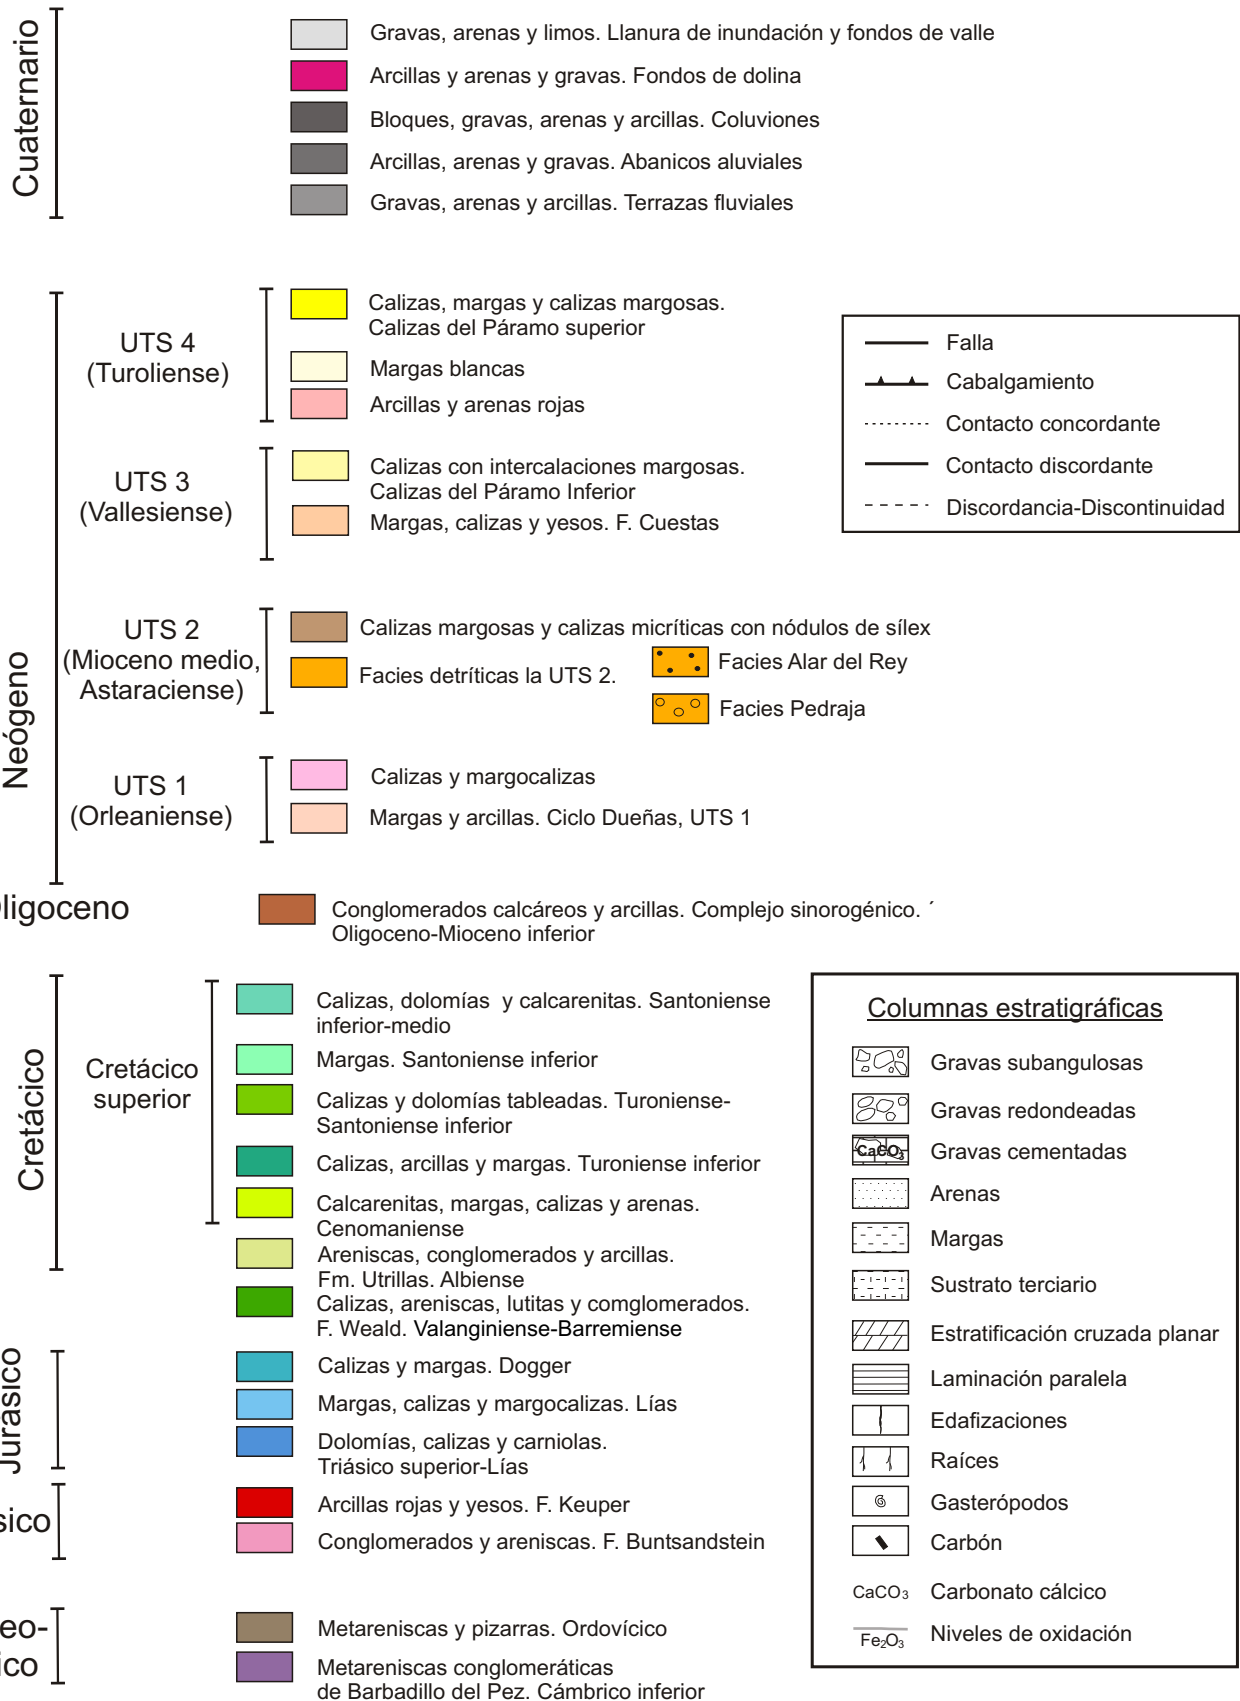 Cuaternario
Gravas, arenas y limos. Llanura de inundación y fondos de valle
Arcillas y arenas y gravas. Fondos de dolina
Bloques, gravas, arenas y arcillas. Coluviones
Arcillas, arenas y gravas. Abanicos aluviales
Gravas, arenas y arcillas. Terrazas fluviales
Neógeno
UTS 4
(Turoliense)
Calizas, margas y calizas margosas.
Calizas del Páramo superior
Margas blancas
Arcillas y arenas rojas
UTS 3
(Vallesiense)
Calizas con intercalaciones margosas.
Calizas del Páramo Inferior
Margas, calizas y yesos. F. Cuestas
UTS 2
(Mioceno medio,
Astaraciense)
Calizas margosas y calizas micríticas con nódulos de sílex
Facies detríticas la UTS 2.
Facies Alar del Rey
Facies Pedraja
UTS 1
(Orleaniense)
Calizas y margocalizas
Margas y arcillas. Ciclo Dueñas, UTS 1
Falla
Cabalgamiento
Contacto concordante
Contacto discordante
Discordancia-Discontinuidad
Oligoceno
Conglomerados calcáreos y arcillas. Complejo sinorogénico. ´
Oligoceno-Mioceno inferior
Cretácico
Cretácico
superior
Calizas, dolomías y calcarenitas. Santoniense
inferior-medio
Margas. Santoniense inferior
Calizas y dolomías tableadas. Turoniense-
Santoniense inferior
Calizas, arcillas y margas. Turoniense inferior
Calcarenitas, margas, calizas y arenas.
Cenomaniense
Areniscas, conglomerados y arcillas.
Fm. Utrillas. Albiense
Calizas, areniscas, lutitas y comglomerados.
F. Weald. Valanginiense-Barremiense
Jurásico
Calizas y margas. Dogger
Margas, calizas y margocalizas. Lías
Dolomías, calizas y carniolas.
Triásico superior-Lías
sico
Arcillas rojas y yesos. F. Keuper
Conglomerados y areniscas. F. Buntsandstein
eo-
ico
Metareniscas y pizarras. Ordovícico
Metareniscas conglomeráticas
de Barbadillo del Pez. Cámbrico inferior
Columnas estratigráficas
Gravas subangulosas
Gravas redondeadas
CaCO₃ Gravas cementadas
Arenas
Margas
Sustrato terciario
Estratificación cruzada planar
Laminación paralela
Edafizaciones
Raíces
Gasterópodos
Carbón
CaCO₃ Carbonato cálcico
Fe₂O₃ Niveles de oxidación